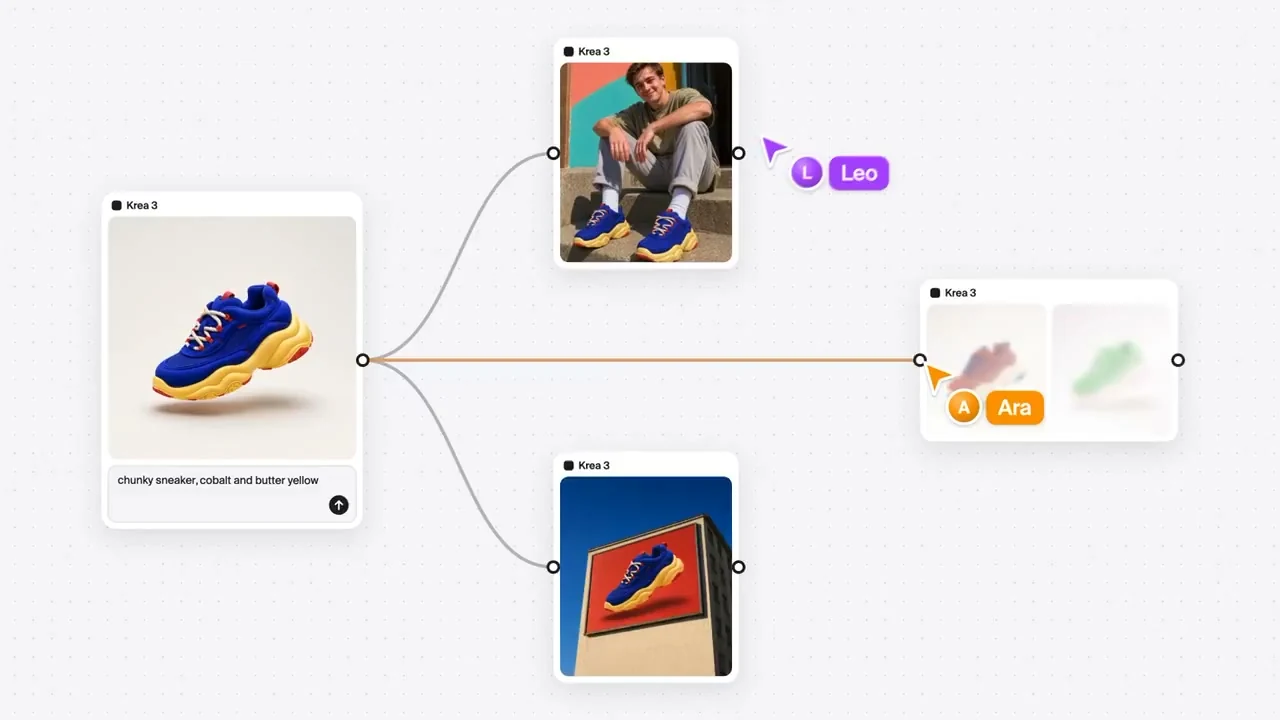 Krea 3
chunky sneaker, cobalt and butter yellow
Krea 3
L
Leo
Krea 3
Krea 3
A
Ara